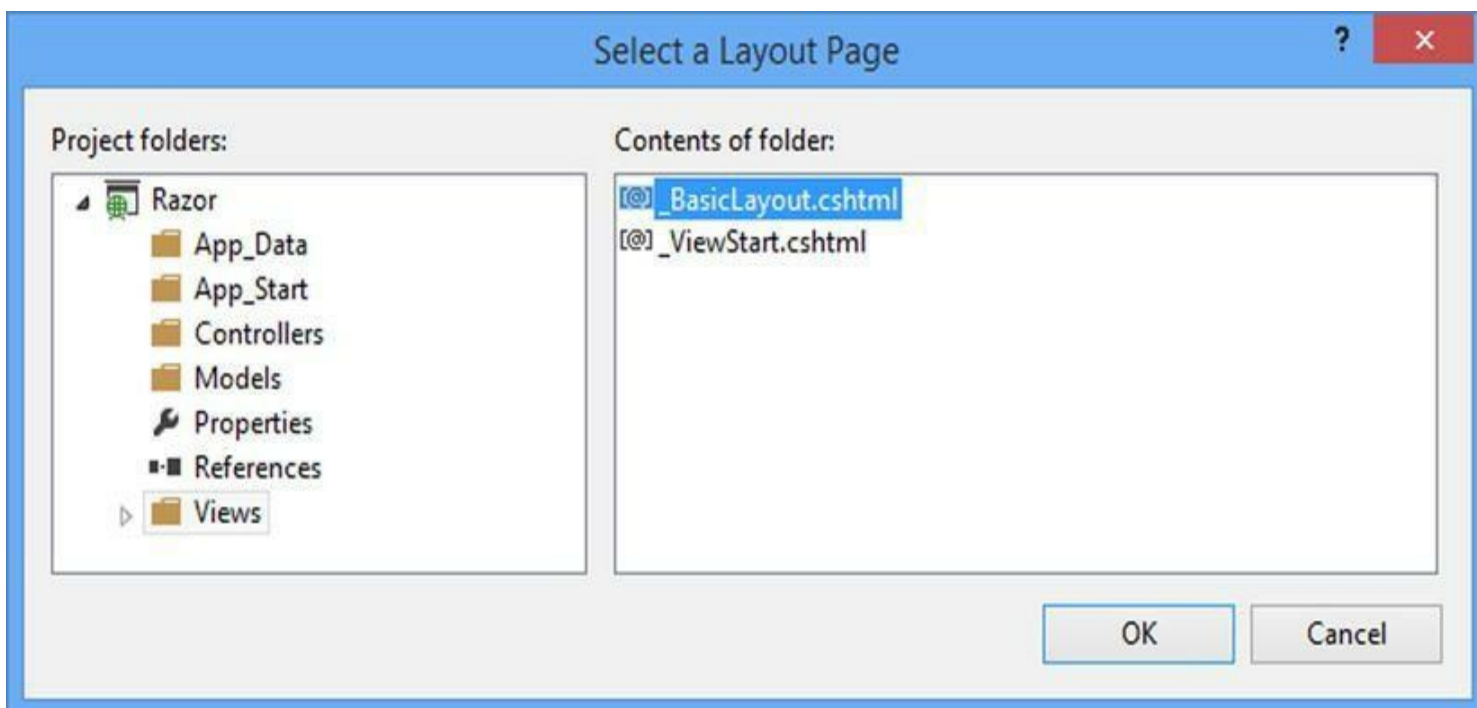 Select a Layout Page
?
Project folders:
Contents of folder:
Razor
App_Data
App_Start
Controllers
Models
Properties
References
Views
[@] _BasicLayout.cshtml
[@] _ViewStart.cshtml
OK
Cancel